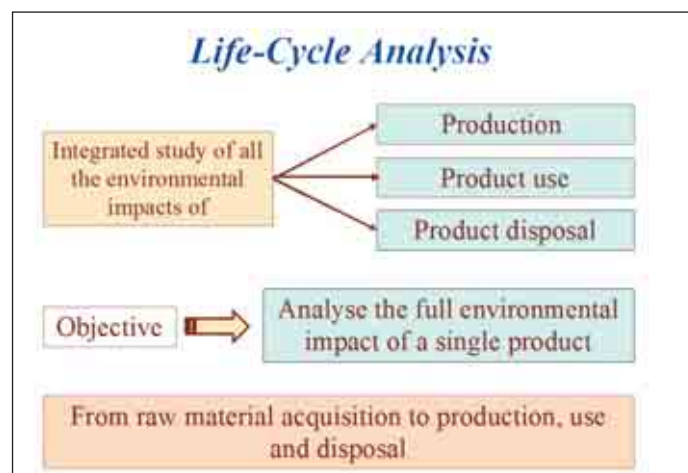 Life-Cycle Analysis
Integrated study of all
the environmental
impacts of
Production
Product use
Product disposal
Objective
Analyse the full environmental
impact of a single product
From raw material acquisition to production, use
and disposal